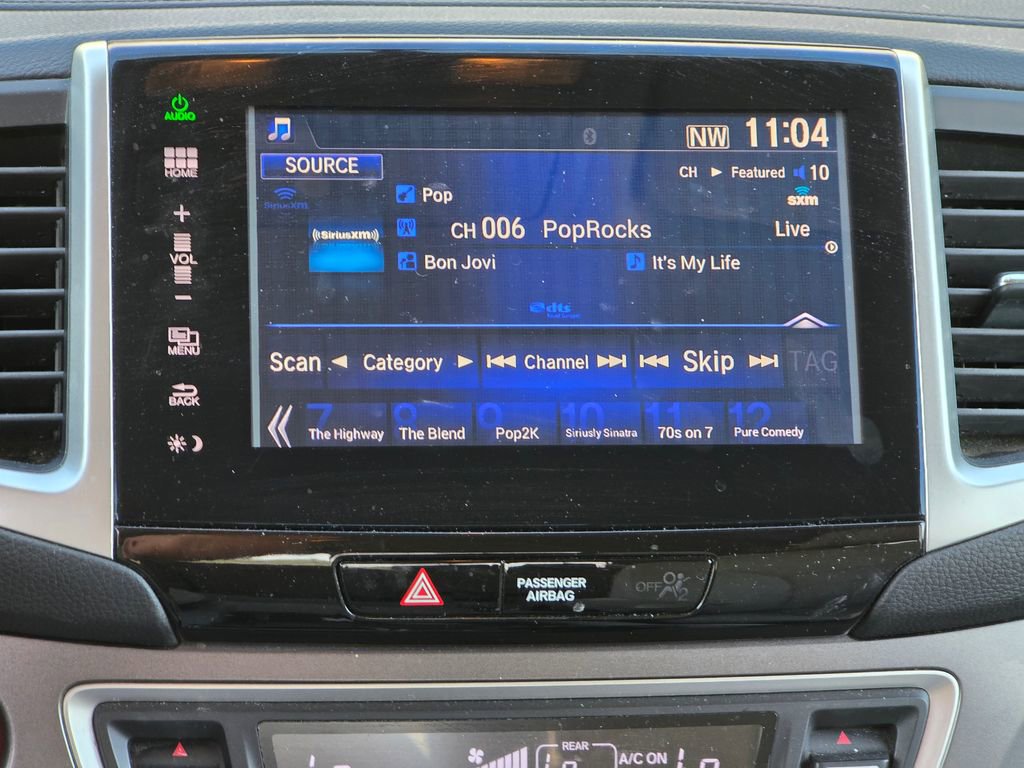 AUDIO
NW 11:04
SOURCE
CH ▶ Featured 10
HOME
SiriusXM
Pop
sxm
+
((SiriusXM))
CH 006 PopRocks
Live
VOL
Bon Jovi
It's My Life
−
dts
MENU
Scan ◀ Category ▶ Channel Skip TAG
BACK
7 8 9 10 11 12
The Highway The Blend Pop2K Siriusly Sinatra 70s on 7 Pure Comedy
PASSENGER
AIRBAG
OFF
REAR
A/C ON